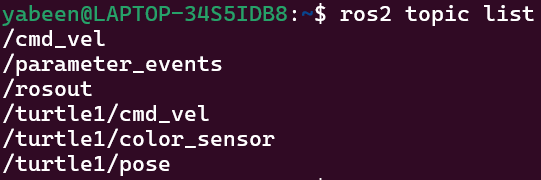 yabeen@LAPTOP-34S5IDB8:~$ ros2 topic list
/cmd_vel
/parameter_events
/rosout
/turtle1/cmd_vel
/turtle1/color_sensor
/turtle1/pose